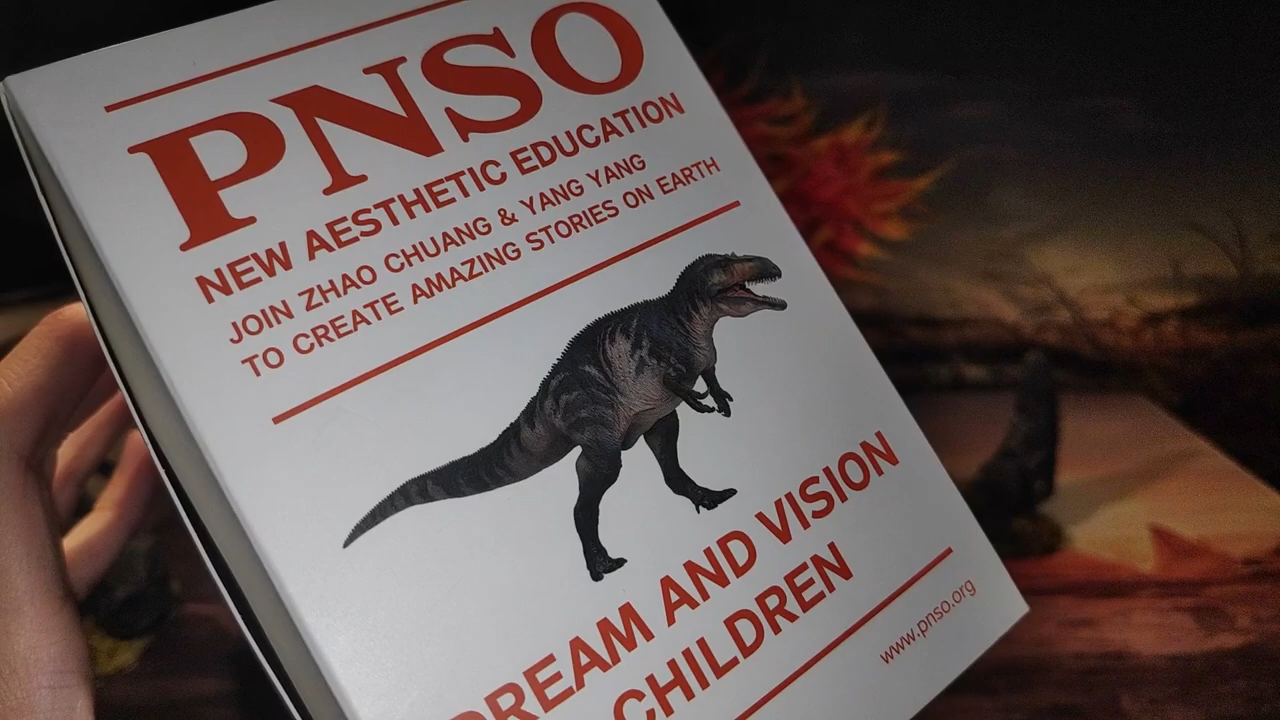 PNSO
NEW AESTHETIC EDUCATION
JOIN ZHAO CHUANG & YANG YANG
TO CREATE AMAZING STORIES ON EARTH
DREAM AND VISION
CHILDREN
www.pnso.org